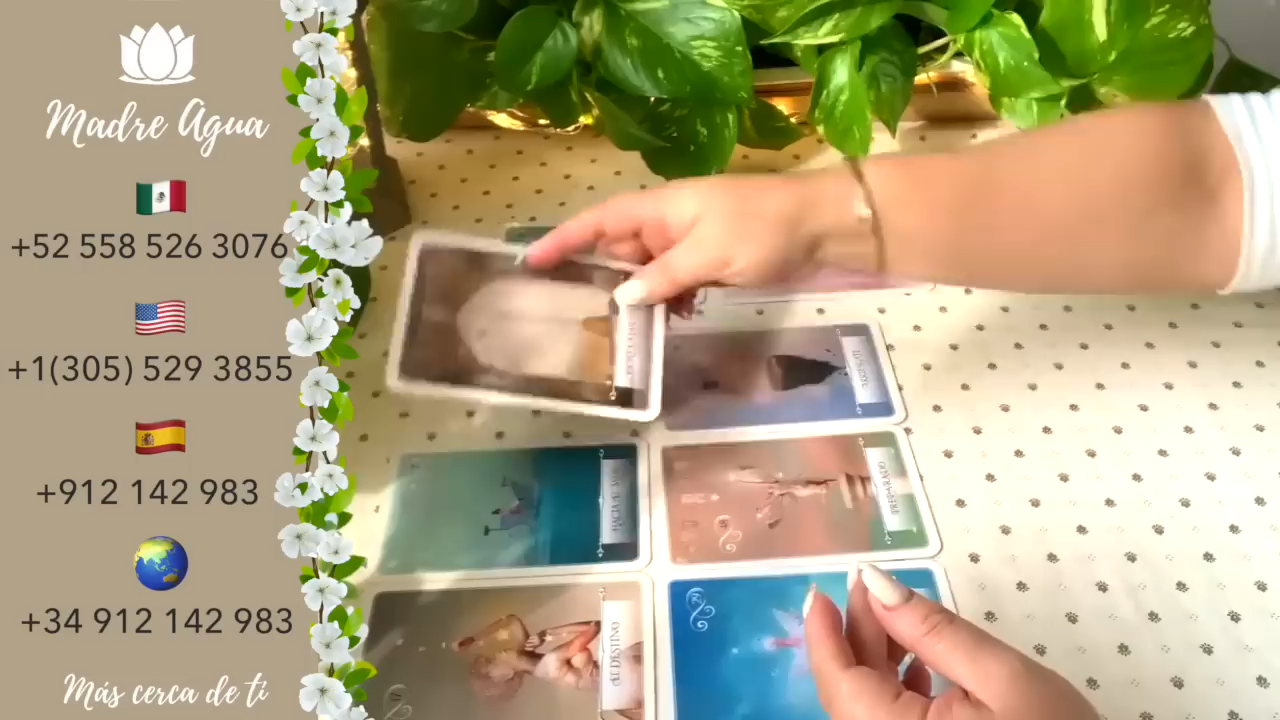 Madre Agua
+52 558 526 3076
+1(305) 529 3855
+912 142 983
+34 912 142 983
Más cerca de ti
AL DESTINO